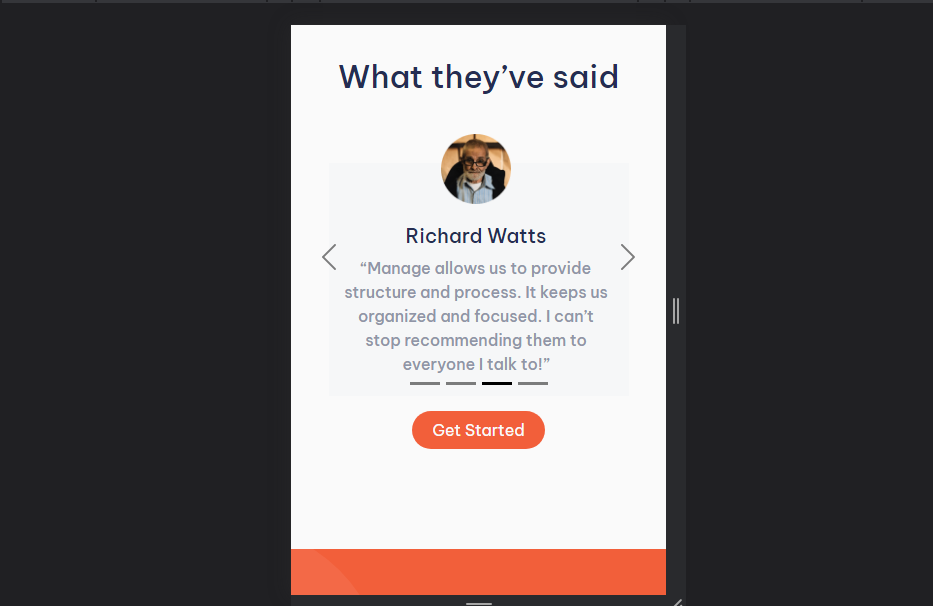 What they’ve said
Richard Watts
“Manage allows us to provide
structure and process. It keeps us
organized and focused. I can’t
stop recommending them to
everyone I talk to!”
Get Started